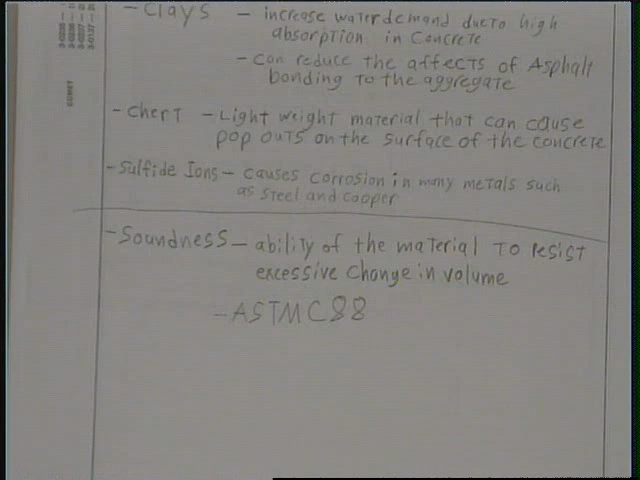 - Clays - increase water demand due to high
absorption in Concrete
- can reduce the affects of Asphalt
bonding to the aggregate
- Chert - Light weight material that can cause
pop outs on the surface of the concrete
- Sulfide Ions - causes corrosion in many metals such
as steel and copper
- Soundness - ability of the material to resist
excessive change in volume
- ASTM C88
COMET